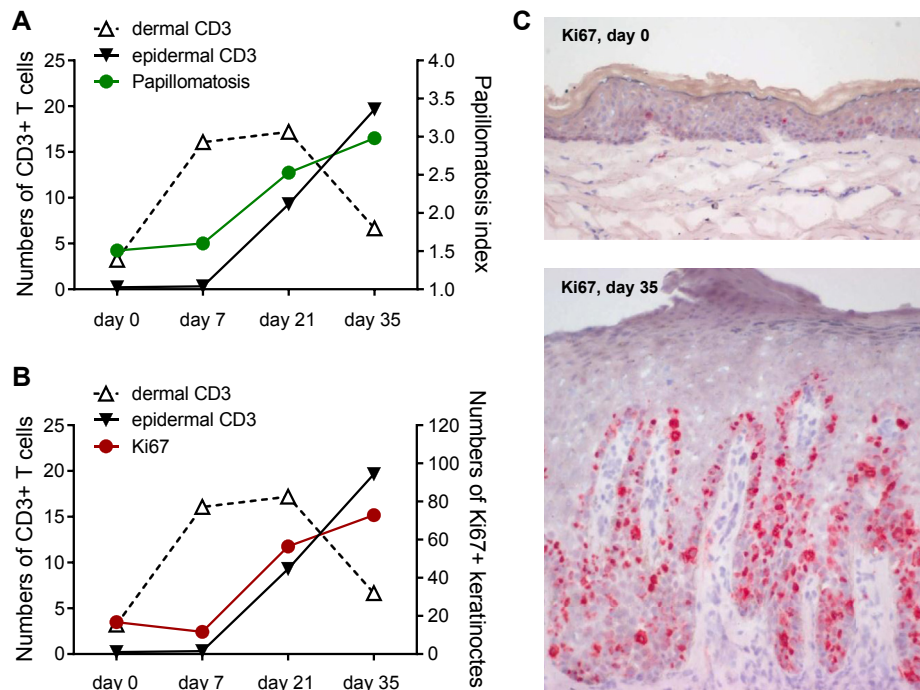 A
dermal CD3
epidermal CD3
Papillomatosis
Numbers of CD3+ T cells
25
20
15
10
5
0
4.0
3.5
3.0
2.5
2.0
1.5
1.0
Papillomatosis index
day 0 day 7 day 21 day 35
B
dermal CD3
epidermal CD3
Ki67
Numbers of CD3+ T cells
25
20
15
10
5
0
120
100
80
60
40
20
0
Numbers of Ki67+ keratinoctes
day 0 day 7 day 21 day 35
C
Ki67, day 0
Ki67, day 35